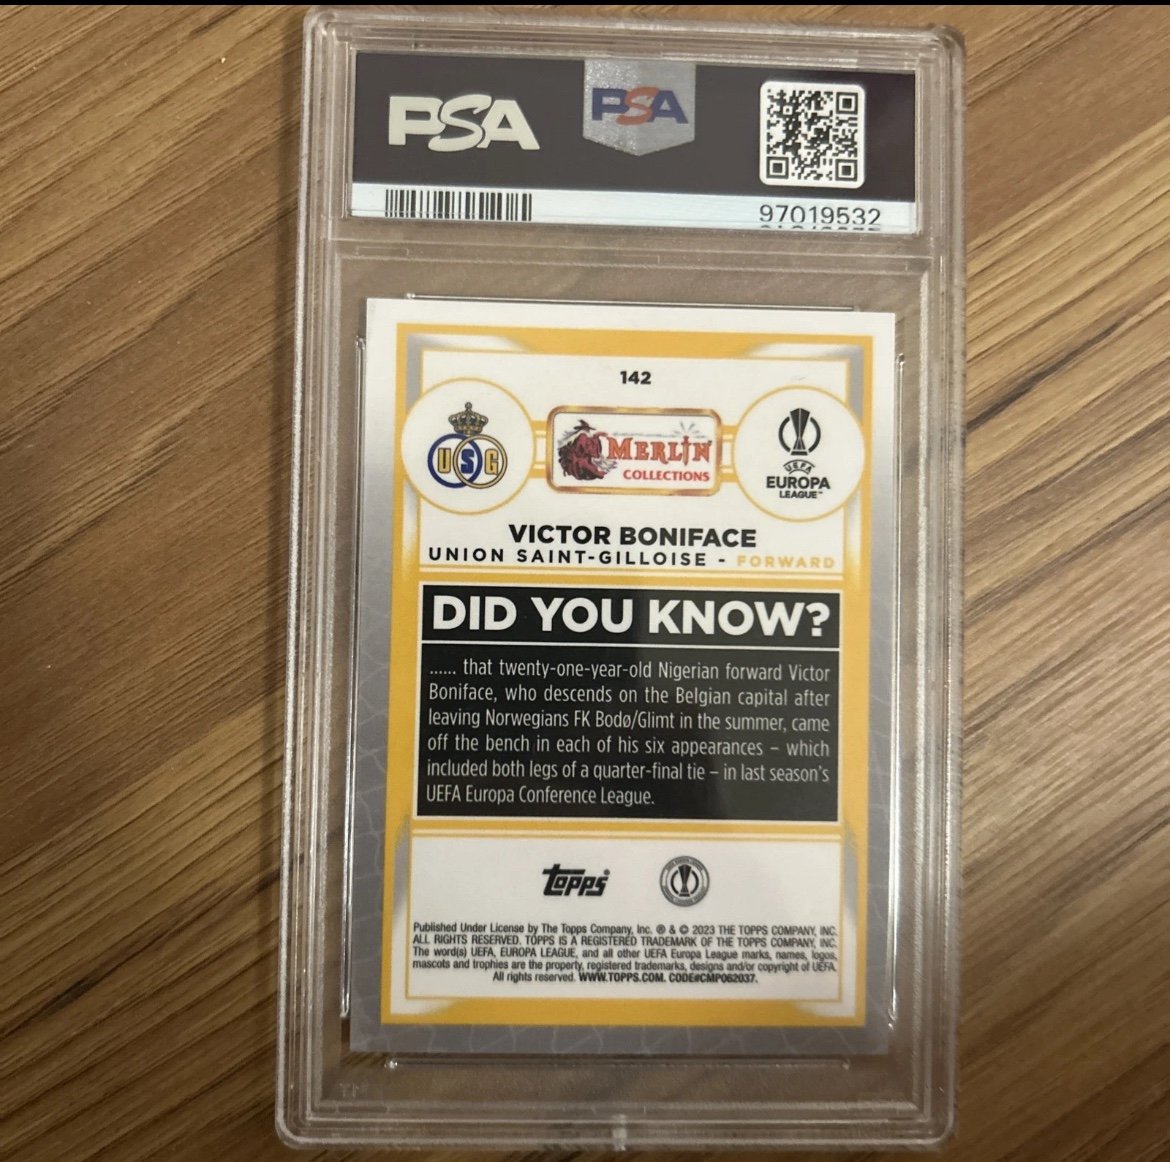 PSA
PSA
97019532
142
USG
MERLIN
COLLECTIONS
UEFA
EUROPA
LEAGUE™
VICTOR BONIFACE
UNION SAINT-GILLOISE - FORWARD
DID YOU KNOW?
...... that twenty-one-year-old Nigerian forward Victor
Boniface, who descends on the Belgian capital after
leaving Norwegians FK Bodø/Glimt in the summer, came
off the bench in each of his six appearances – which
included both legs of a quarter-final tie – in last season's
UEFA Europa Conference League.
topps®
Published Under License by The Topps Company, Inc. ® & © 2023 THE TOPPS COMPANY, INC.
ALL RIGHTS RESERVED. TOPPS IS A REGISTERED TRADEMARK OF THE TOPPS COMPANY, INC.
The word(s) UEFA, EUROPA LEAGUE, and all other UEFA Europa League marks, names, logos,
mascots and trophies are the property, registered trademarks, designs and/or copyright of UEFA.
All rights reserved. WWW.TOPPS.COM. CODE#CMP062037.